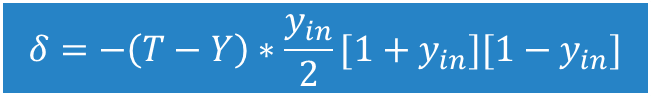 δ = −(T − Y) * y_in/2 [1 + y_in][1 − y_in]